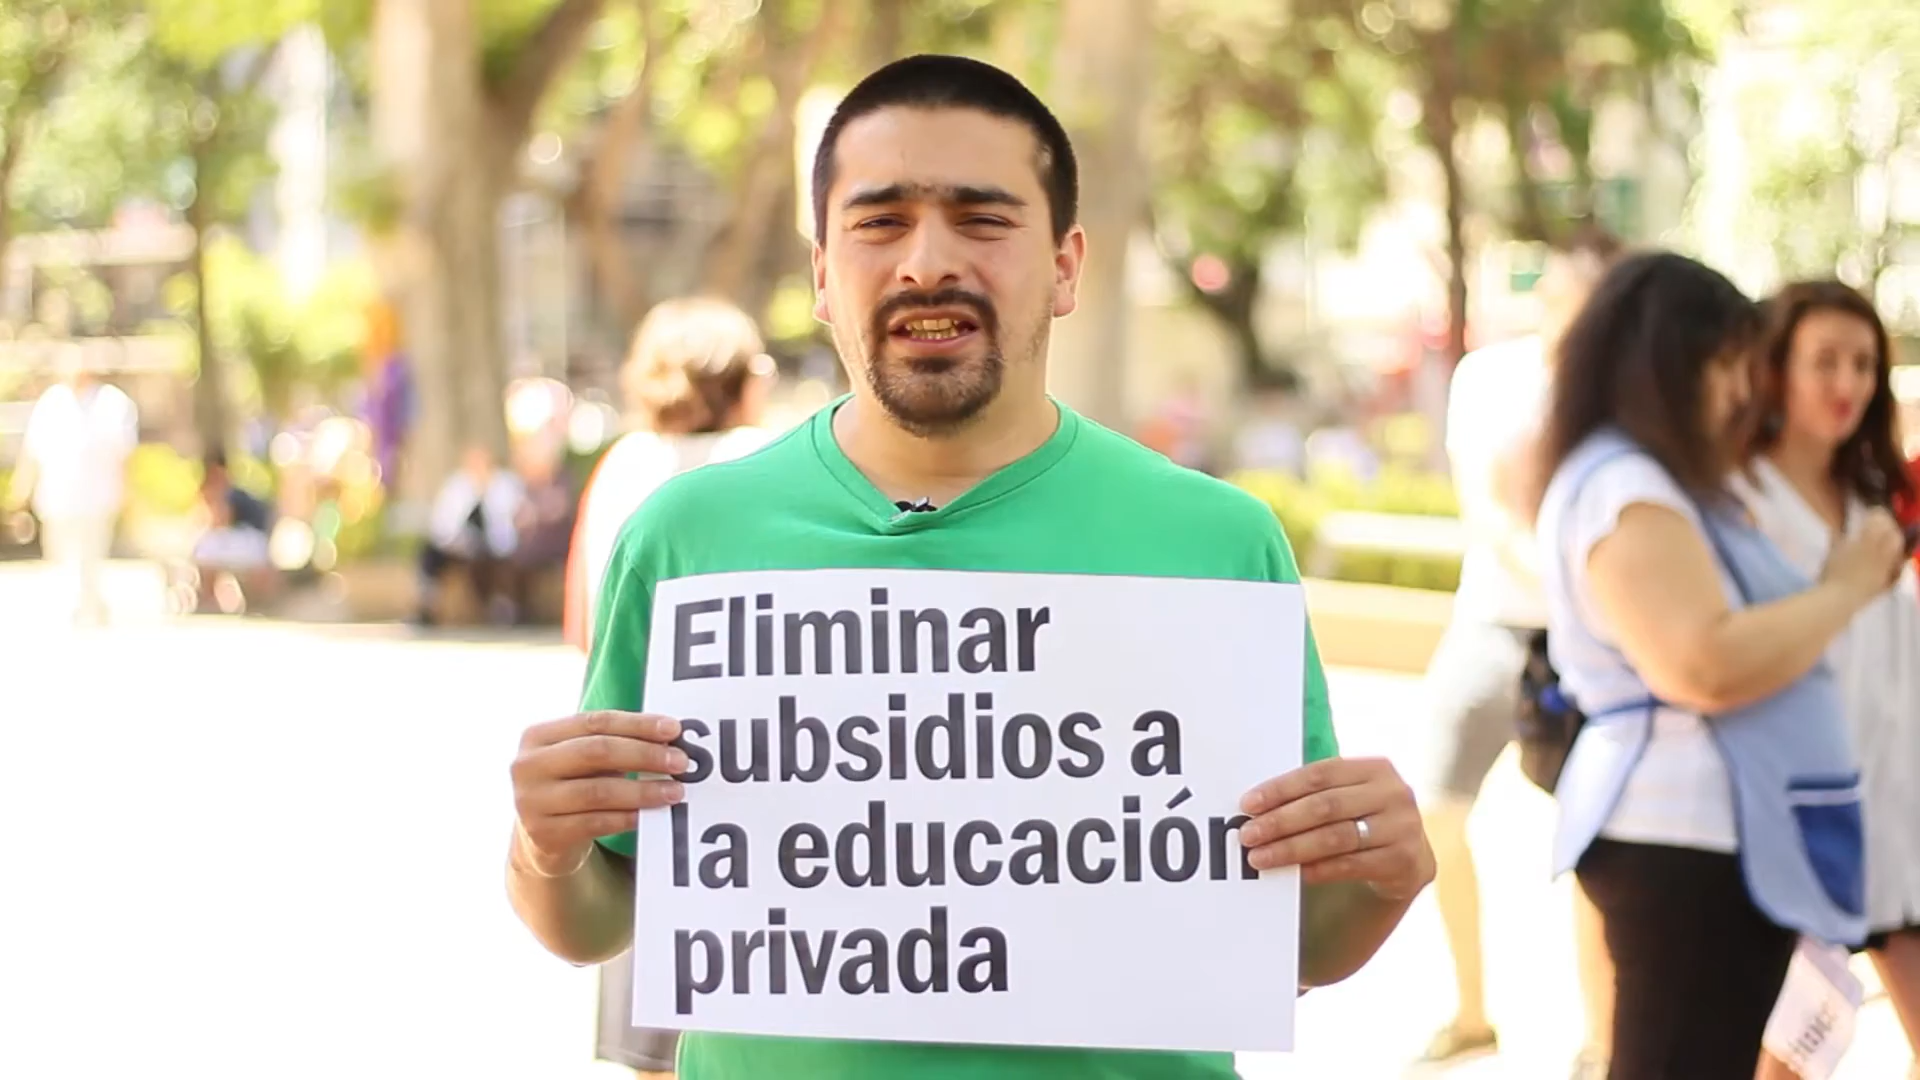 Eliminar
subsidios a
la educación
privada